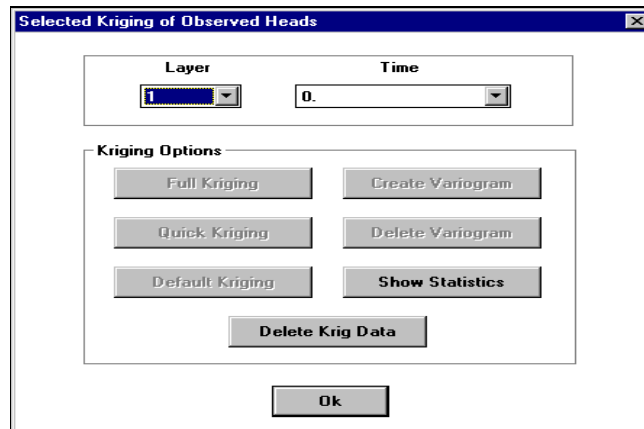 Selected Kriging of Observed Heads
Layer Time
1 0.
Kriging Options
Full Kriging Create Variogram
Quick Kriging Delete Variogram
Default Kriging Show Statistics
Delete Krig Data
Ok